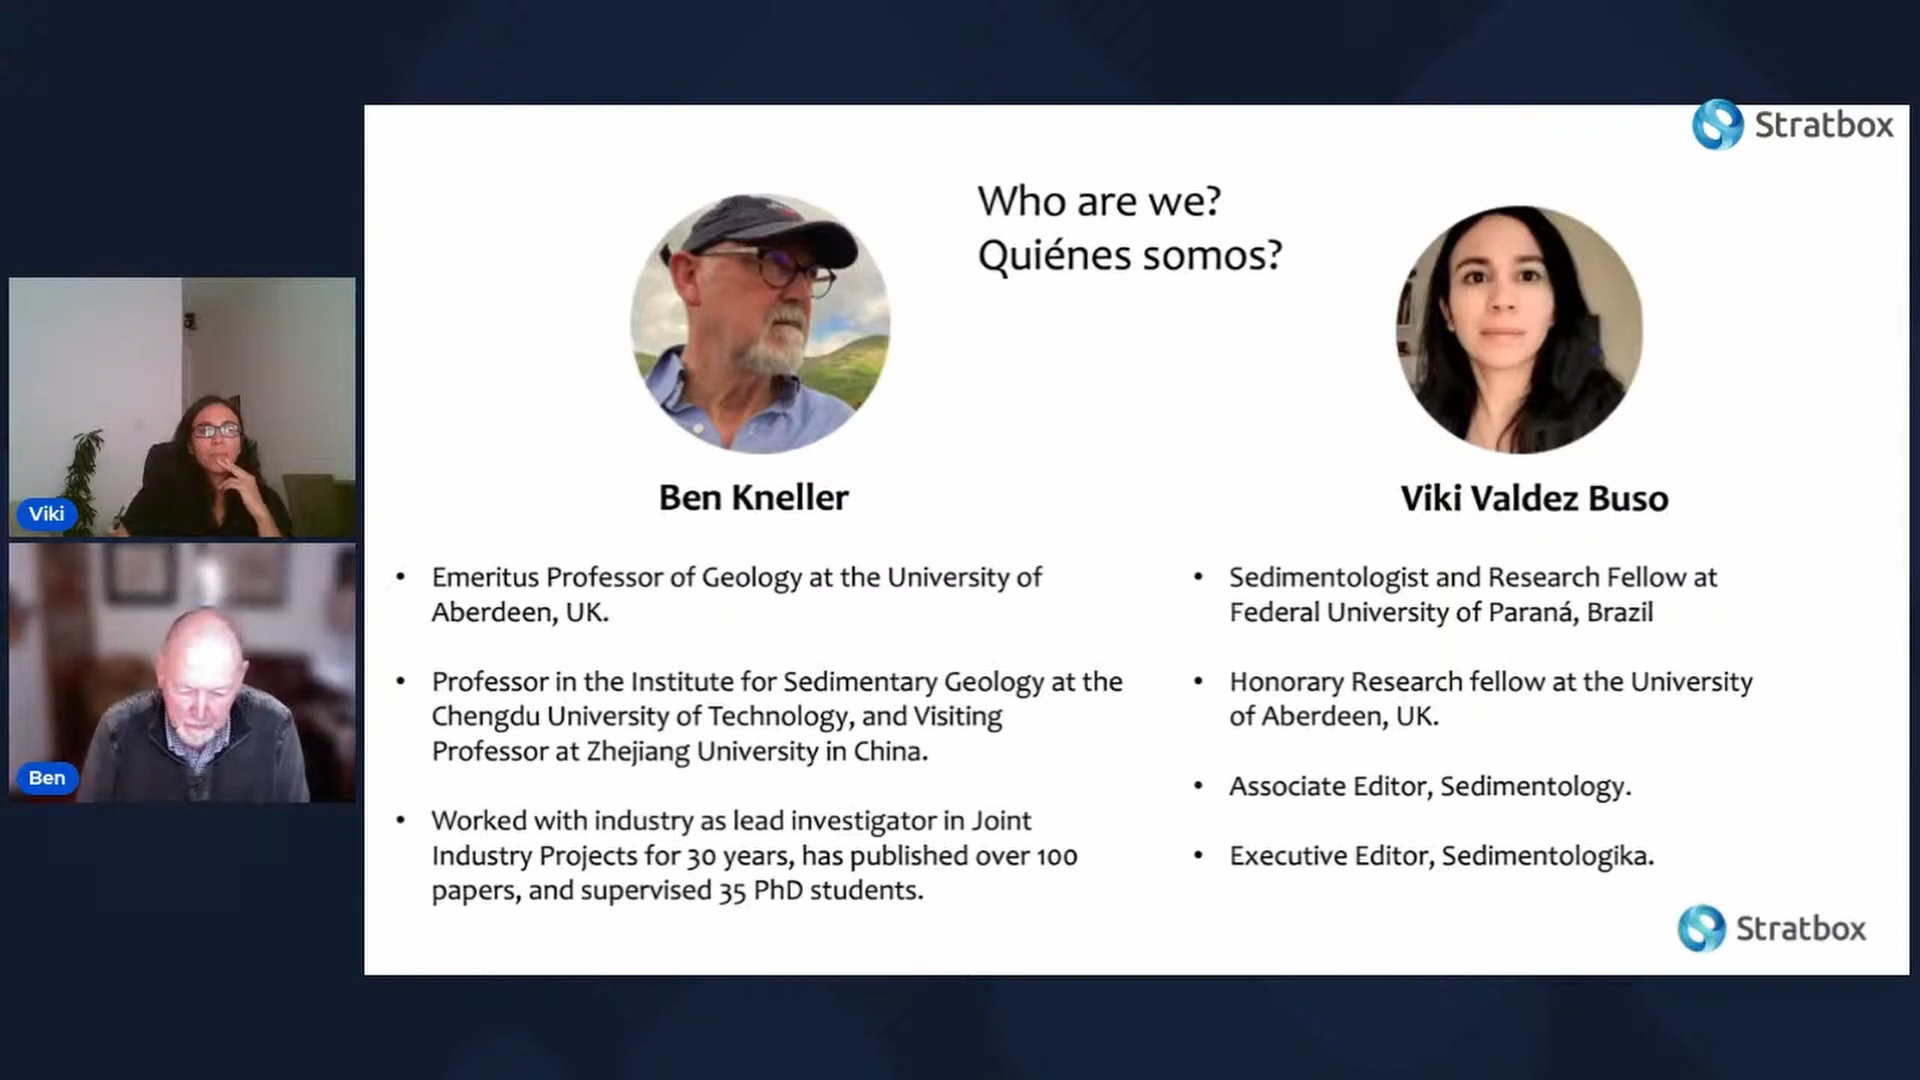 Stratbox
Who are we?
Quiénes somos?
Viki
Ben
Ben Kneller
• Emeritus Professor of Geology at the University of
Aberdeen, UK.
• Professor in the Institute for Sedimentary Geology at the
Chengdu University of Technology, and Visiting
Professor at Zhejiang University in China.
• Worked with industry as lead investigator in Joint
Industry Projects for 30 years, has published over 100
papers, and supervised 35 PhD students.
Viki Valdez Buso
• Sedimentologist and Research Fellow at
Federal University of Paraná, Brazil
• Honorary Research fellow at the University
of Aberdeen, UK.
• Associate Editor, Sedimentology.
• Executive Editor, Sedimentologika.
Stratbox